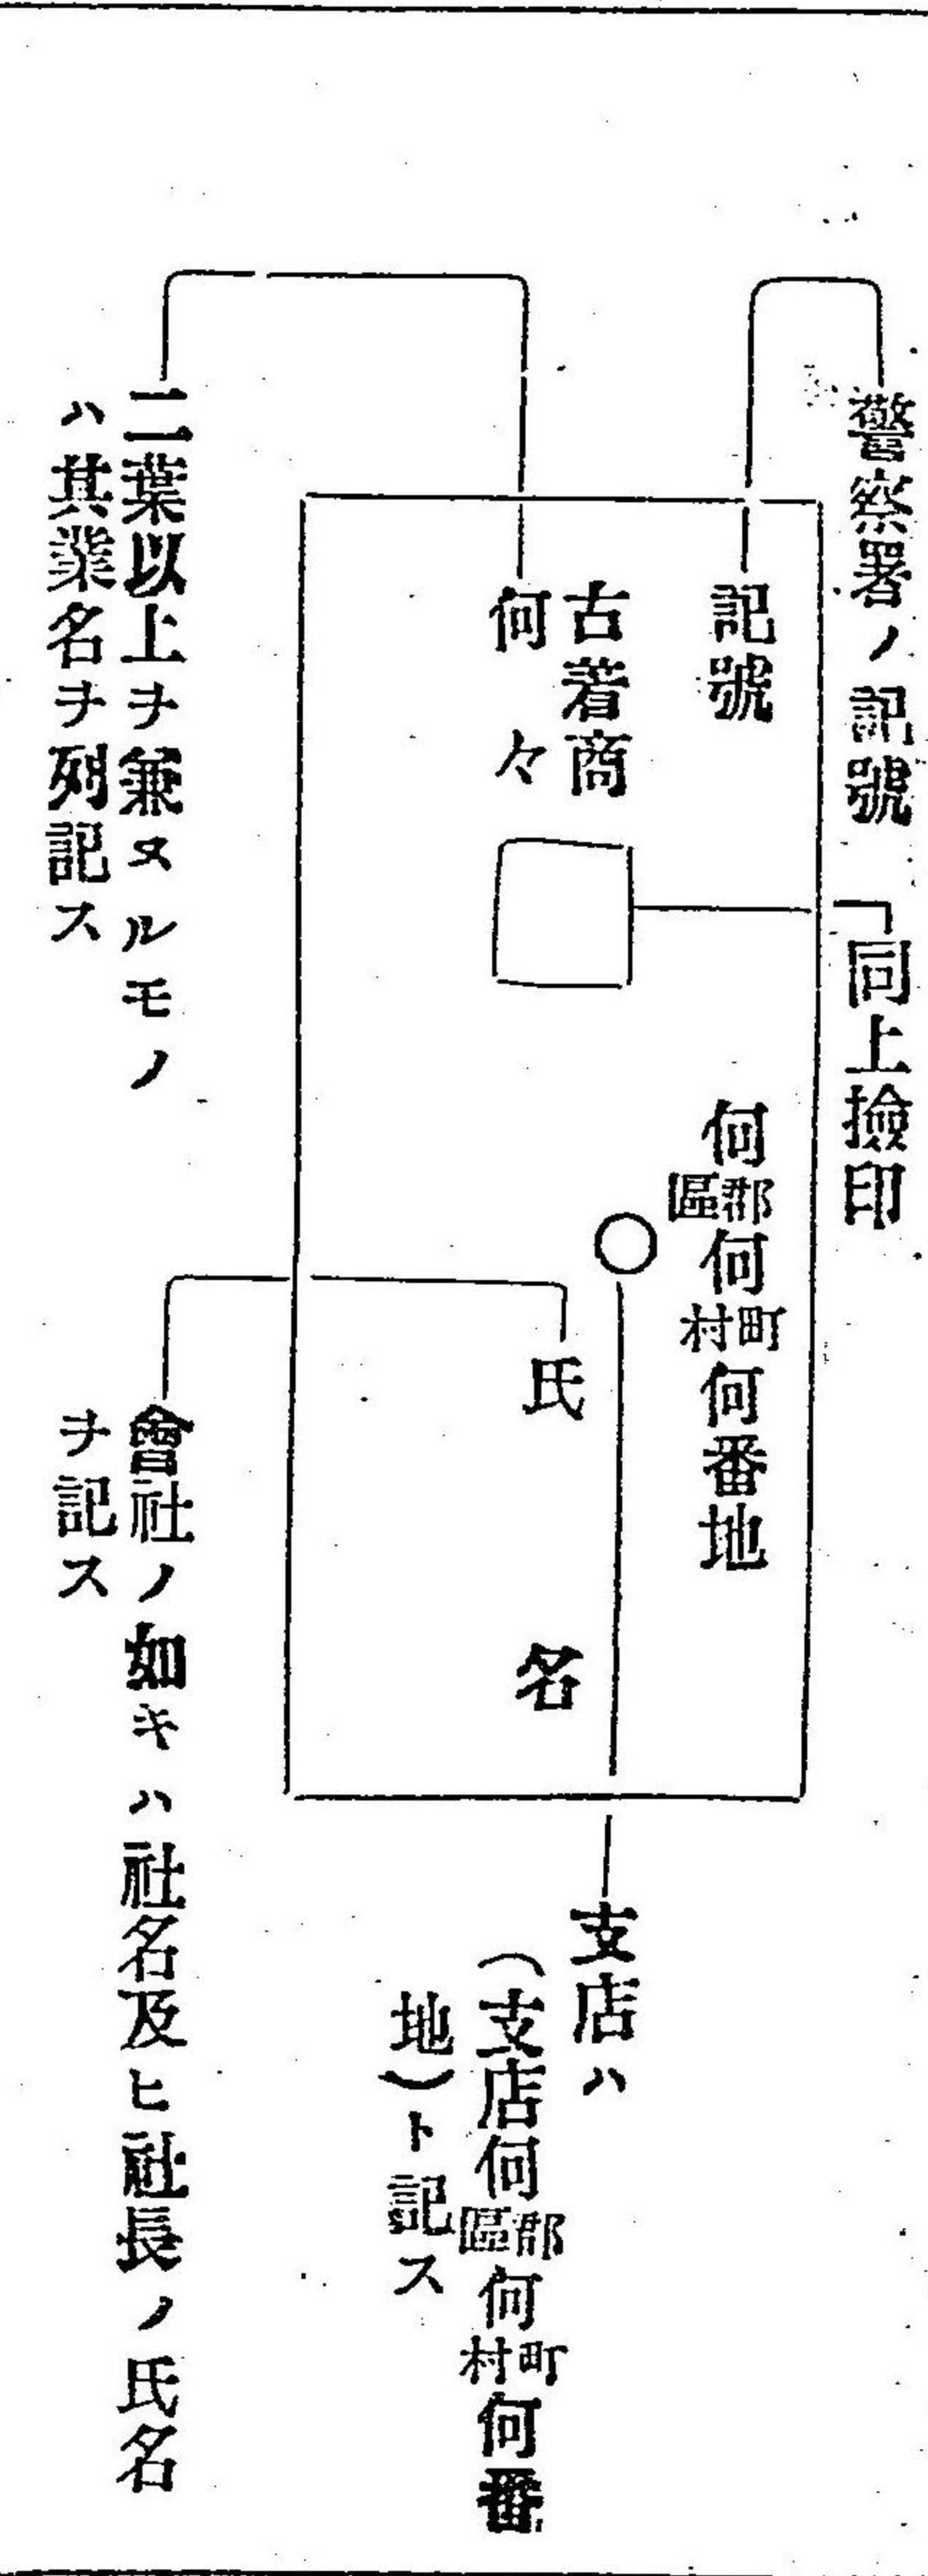 警察署ノ記號
同上撿印
記號
何郡區何町村何番地
古着商
何々
氏名
支店ハ
(支店何郡區何町村何番
地)ト記ス
二葉以上ヲ兼ヌルモノ
ハ其業名ヲ列記ス
會社ノ如キハ社名及ヒ社長ノ氏名
ヲ記ス